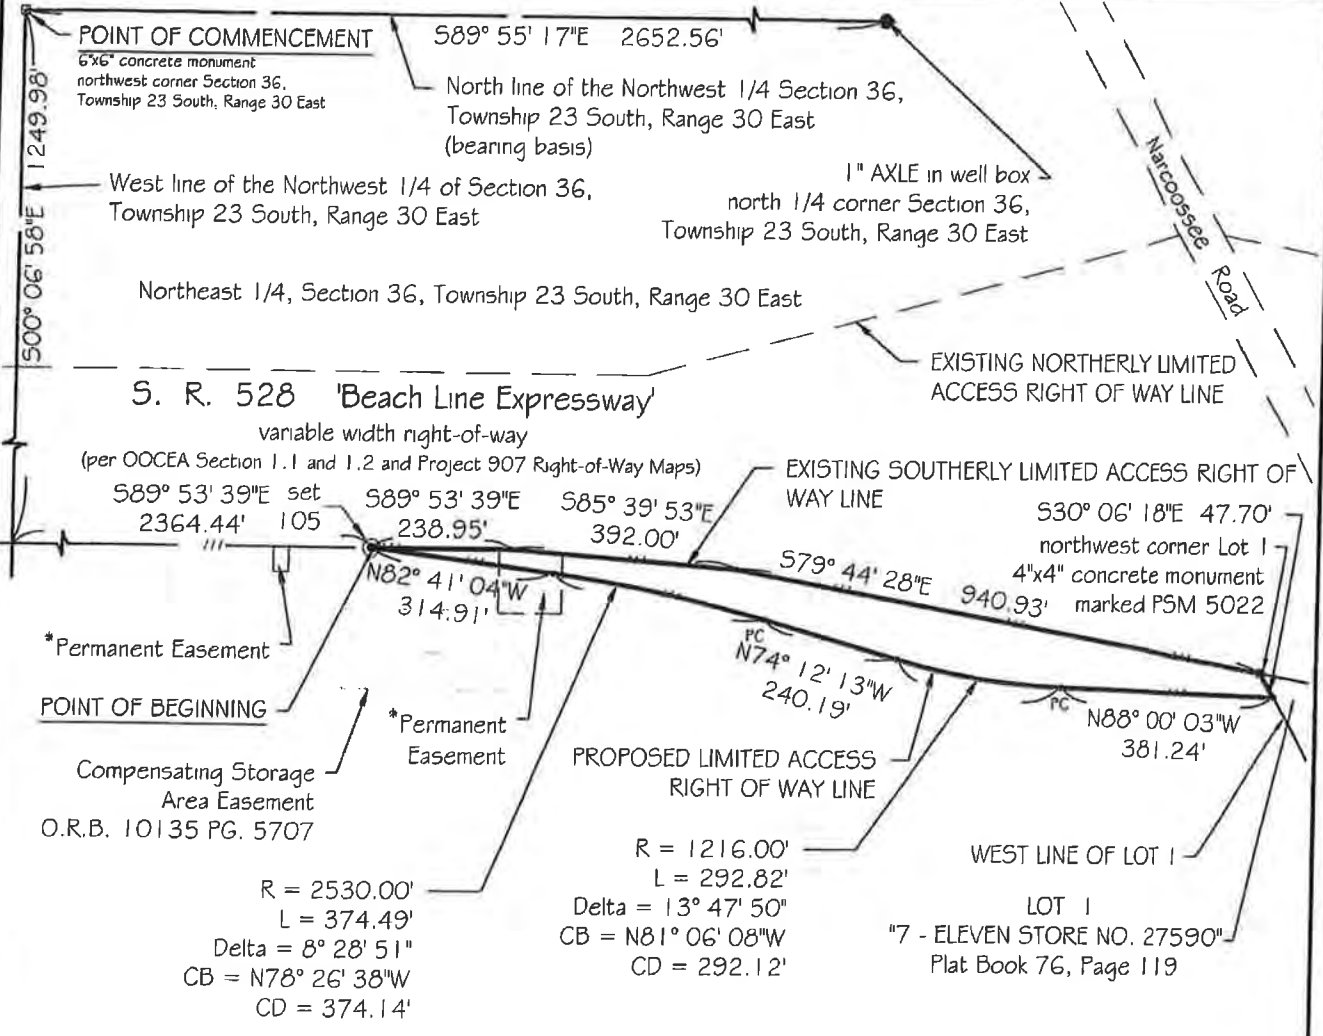 POINT OF COMMENCEMENT
6"x6" concrete monument
northwest corner Section 36,
Township 23 South, Range 30 East
S89° 55' 17"E 2652.56'
North line of the Northwest 1/4 Section 36,
Township 23 South, Range 30 East
(bearing basis)
S00° 06' 58"E 1249.98'
West line of the Northwest 1/4 of Section 36,
Township 23 South, Range 30 East
1" AXLE in well box
north 1/4 corner Section 36,
Township 23 South, Range 30 East
Narcoossee Road
Northeast 1/4, Section 36, Township 23 South, Range 30 East
EXISTING NORTHERLY LIMITED
ACCESS RIGHT OF WAY LINE
S. R. 528 'Beach Line Expressway'
variable width right-of-way
(per OOCEA Section 1.1 and 1.2 and Project 907 Right-of-Way Maps)
EXISTING SOUTHERLY LIMITED ACCESS RIGHT OF
WAY LINE
S89° 53' 39"E set
2364.44' 105
S89° 53' 39"E
238.95'
S85° 39' 53"E
392.00'
S79° 44' 28"E 940.93'
S30° 06' 18"E 47.70'
northwest corner Lot 1
4"x4" concrete monument
marked PSM 5022
N82° 41' 04"W
314.91'
*Permanent Easement
POINT OF BEGINNING
*Permanent
Easement
PC
N74° 12' 13"W
240.19'
PC
N88° 00' 03"W
381.24'
Compensating Storage
Area Easement
O.R.B. 10135 PG. 5707
PROPOSED LIMITED ACCESS
RIGHT OF WAY LINE
R = 2530.00'
L = 374.49'
Delta = 8° 28' 51"
CB = N78° 26' 38"W
CD = 374.14'
R = 1216.00'
L = 292.82'
Delta = 13° 47' 50"
CB = N81° 06' 08"W
CD = 292.12'
WEST LINE OF LOT 1
LOT 1
"7 - ELEVEN STORE NO. 27590"
Plat Book 76, Page 119